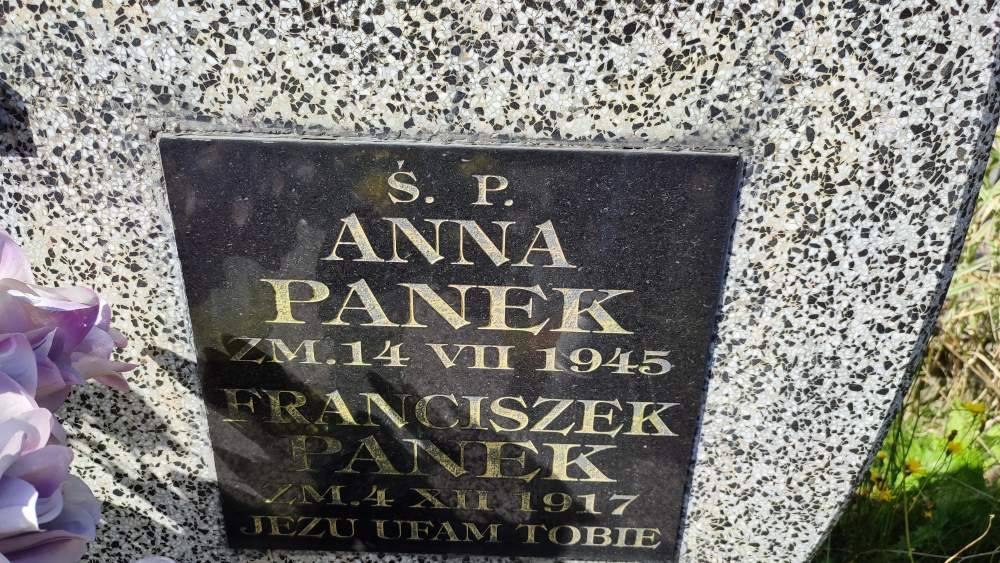 Ś. P.
ANNA
PANEK
ZM. 14 VII 1945
FRANCISZEK
PANEK
ZM. 4 XII 1917
JEZU UFAM TOBIE